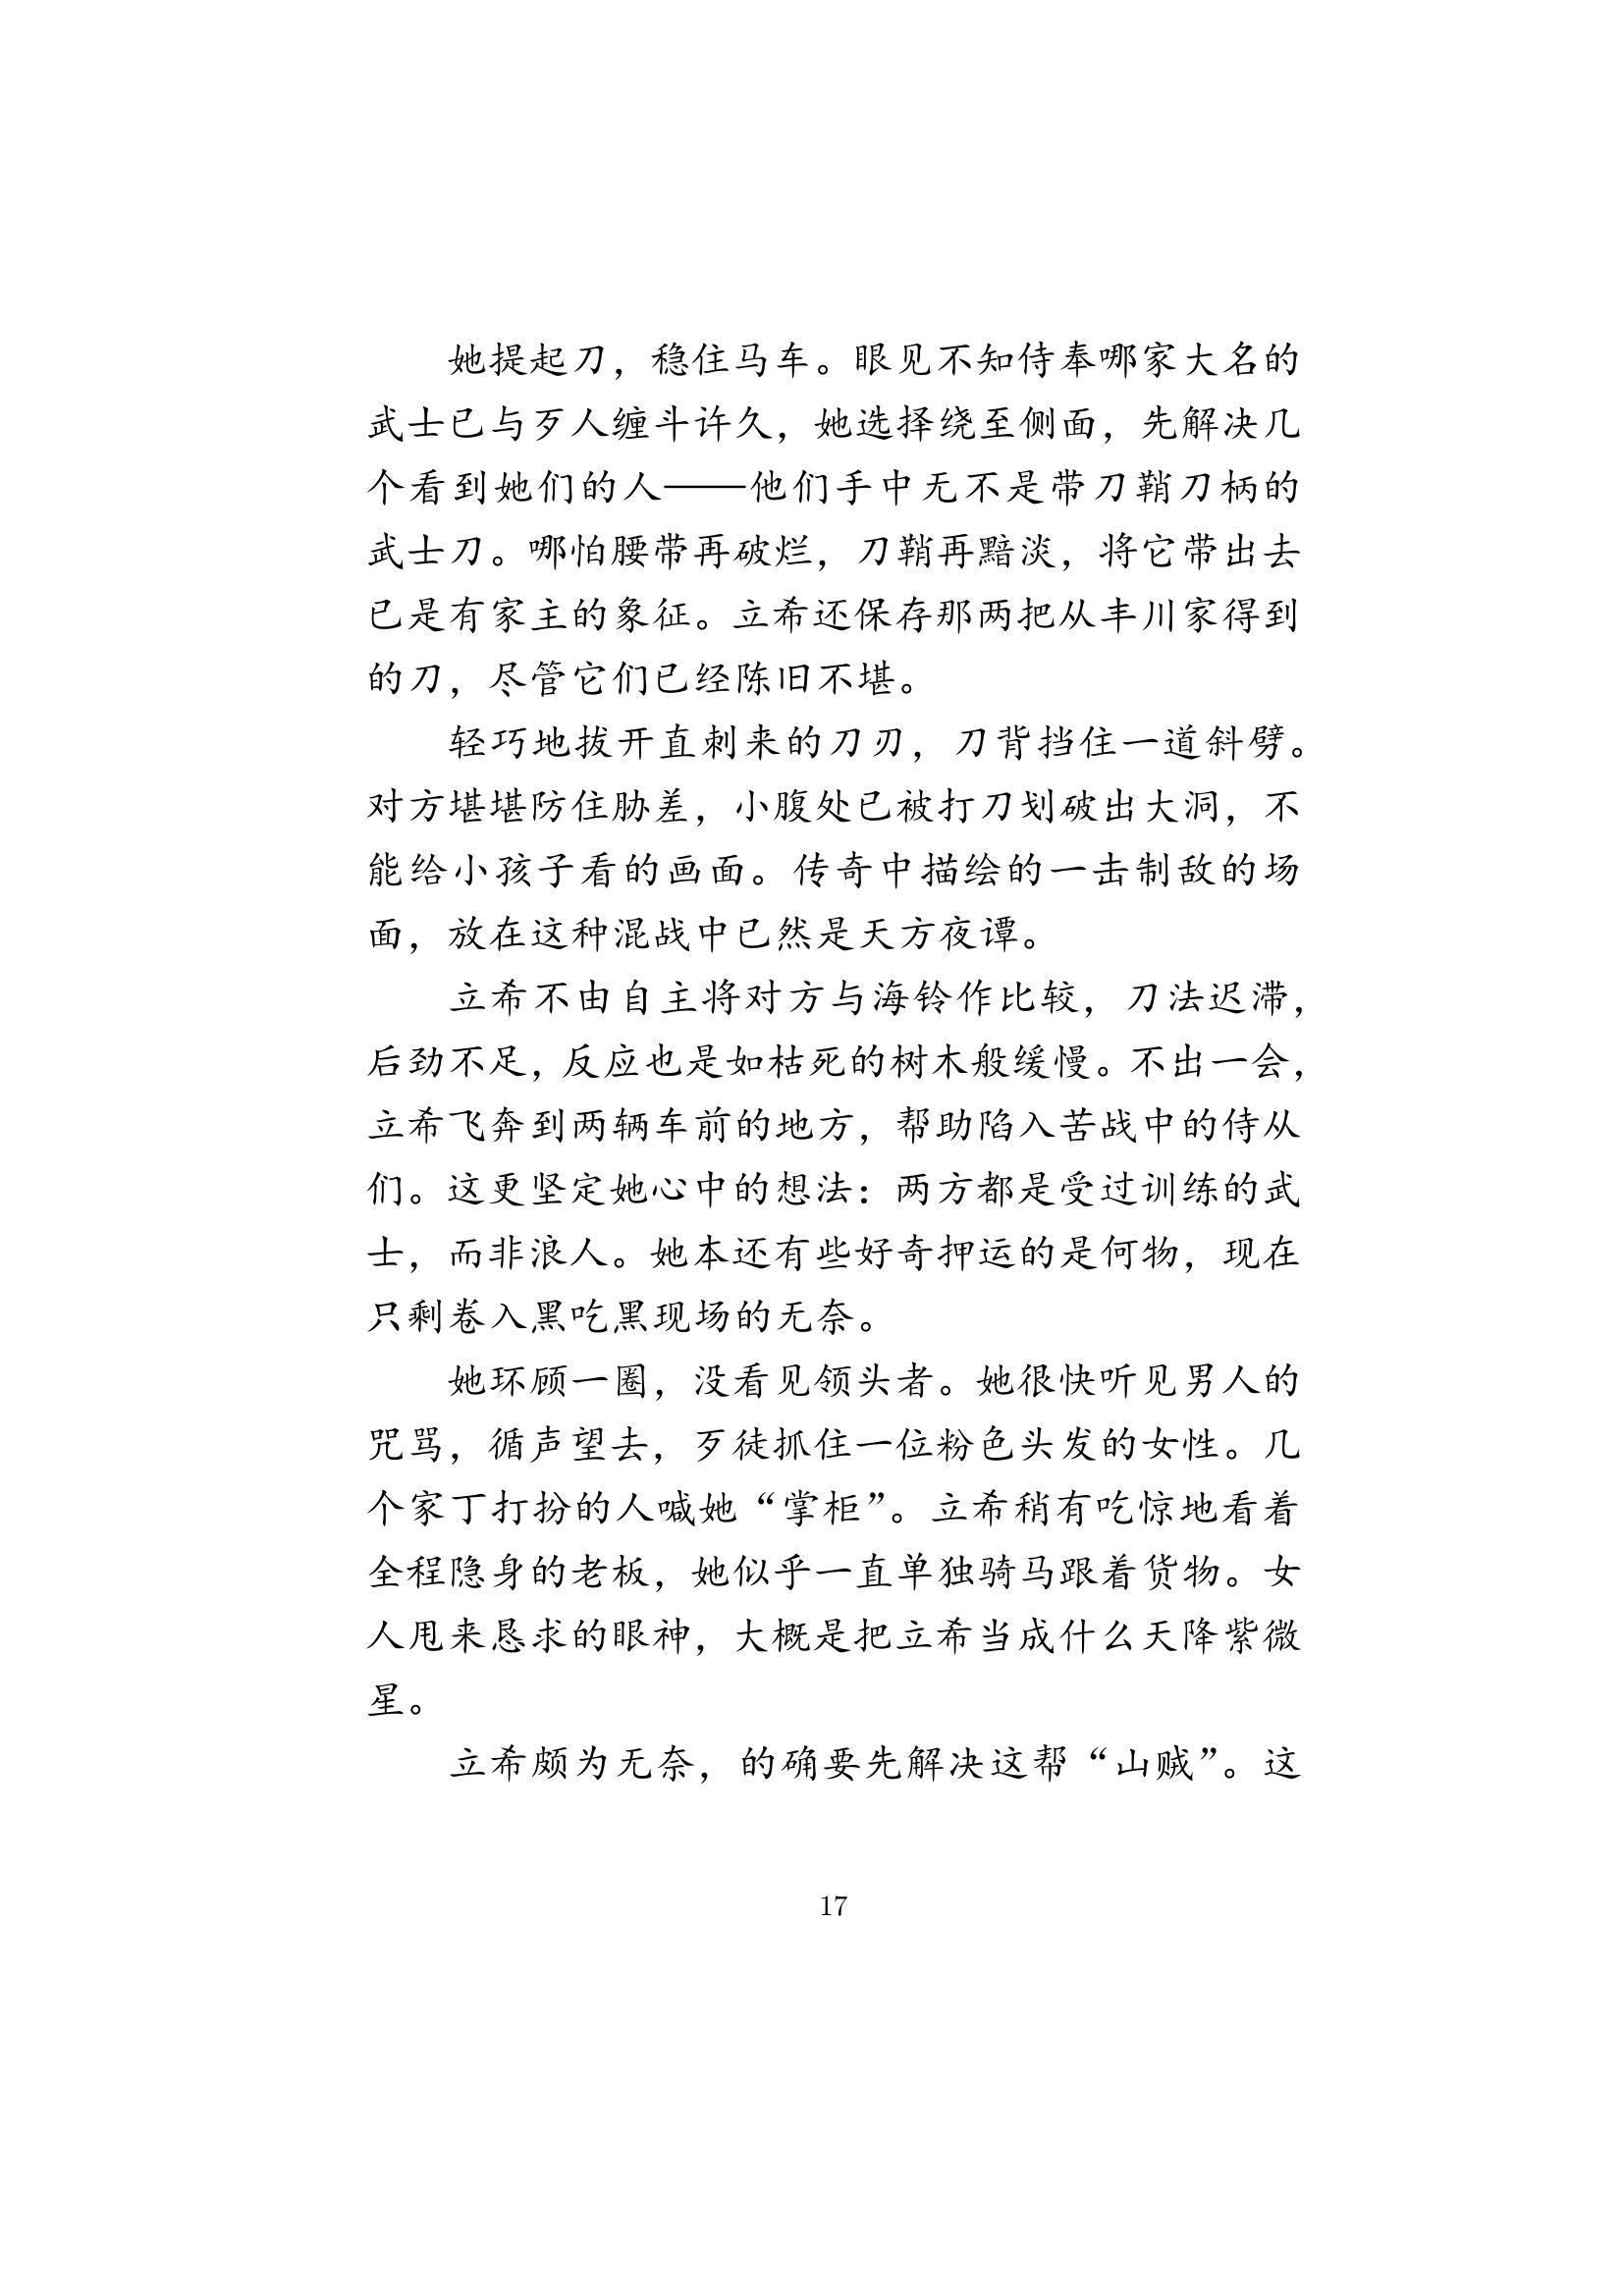 她提起刀，稳住马车。眼见不知侍奉哪家大名的
武士已与歹人缠斗许久，她选择绕至侧面，先解决几
个看到她们的人——他们手中无不是带刀鞘刀柄的
武士刀。哪怕腰带再破烂，刀鞘再黯淡，将它带出去
已是有家主的象征。立希还保存那两把从丰川家得到
的刀，尽管它们已经陈旧不堪。
轻巧地拔开直刺来的刀刃，刀背挡住一道斜劈。
对方堪堪防住胁差，小腹处已被打刀划破出大洞，不
能给小孩子看的画面。传奇中描绘的一击制敌的场
面，放在这种混战中已然是天方夜谭。
立希不由自主将对方与海铃作比较，刀法迟滞，
后劲不足，反应也是如枯死的树木般缓慢。不出一会，
立希飞奔到两辆车前的地方，帮助陷入苦战中的侍从
们。这更坚定她心中的想法：两方都是受过训练的武
士，而非浪人。她本还有些好奇押运的是何物，现在
只剩卷入黑吃黑现场的无奈。
她环顾一圈，没看见领头者。她很快听见男人的
咒骂，循声望去，歹徒抓住一位粉色头发的女性。几
个家丁打扮的人喊她“掌柜”。立希稍有吃惊地看着
全程隐身的老板，她似乎一直单独骑马跟着货物。女
人甩来恳求的眼神，大概是把立希当成什么天降紫微
星。
立希颇为无奈，的确要先解决这帮“山贼”。这
17